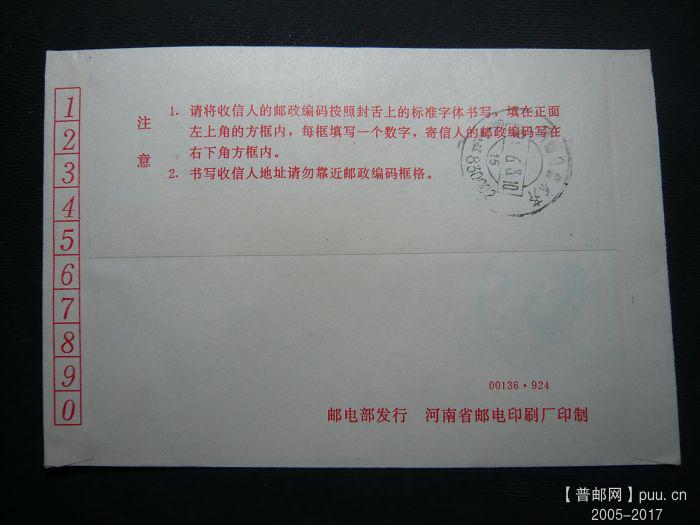 1
2
3
4
5
6
7
8
9
0
注意
1. 请将收信人的邮政编码按照封舌上的标准字体书写，填在正面
左上角的方框内，每框填写一个数字，寄信人的邮政编码写在
右下角方框内。
2. 书写收信人地址请勿靠近邮政编码框格。
00136·924
邮电部发行 河南省邮电印刷厂印制
【普邮网】puu.cn
2005-2017